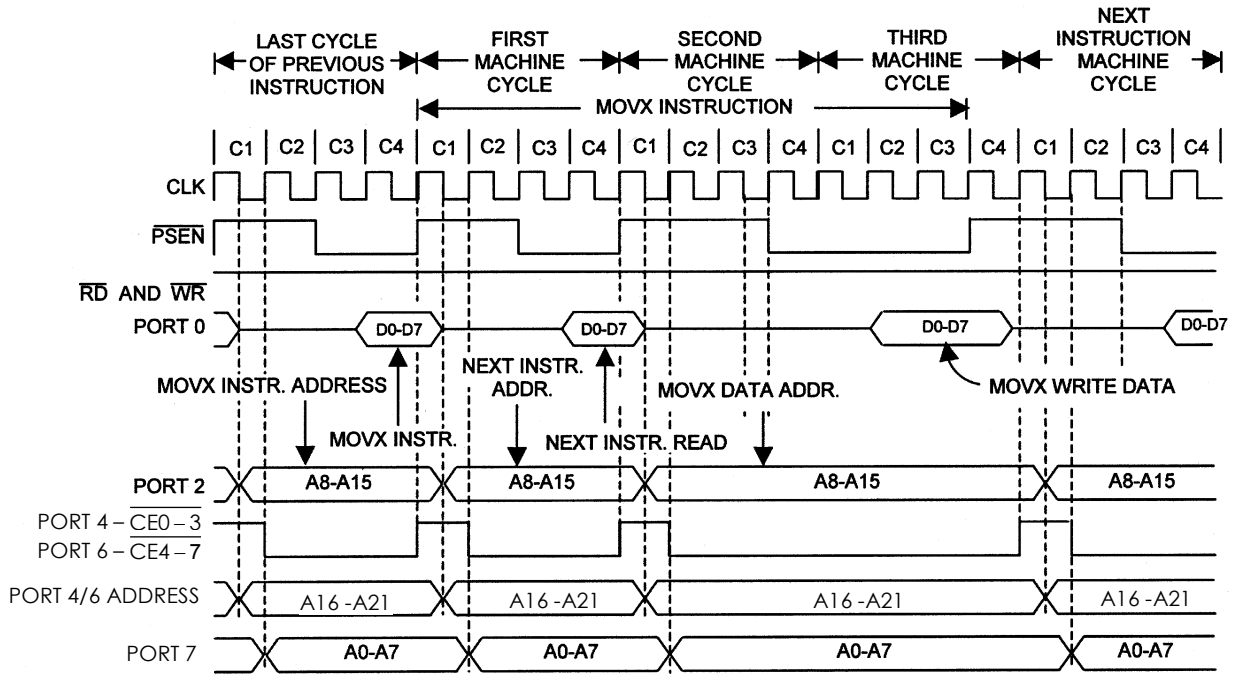 LAST CYCLE
OF PREVIOUS
INSTRUCTION
FIRST
MACHINE
CYCLE
SECOND
MACHINE
CYCLE
THIRD
MACHINE
CYCLE
NEXT
INSTRUCTION
MACHINE
CYCLE
MOVX INSTRUCTION
C1 C2 C3 C4 C1 C2 C3 C4 C1 C2 C3 C4 C1 C2 C3 C4 C1 C2 C3 C4
CLK
PSEN
RD AND WR
PORT 0 D0-D7 D0-D7 D0-D7 D0-D7
MOVX INSTR. ADDRESS
MOVX INSTR.
NEXT INSTR.
ADDR.
NEXT INSTR. READ
MOVX DATA ADDR.
MOVX WRITE DATA
PORT 2 A8-A15 A8-A15 A8-A15 A8-A15
PORT 4 – CE0 – 3
PORT 6 – CE4 – 7
PORT 4/6 ADDRESS A16 -A21 A16 -A21 A16 -A21 A16 -A21
PORT 7 A0-A7 A0-A7 A0-A7 A0-A7